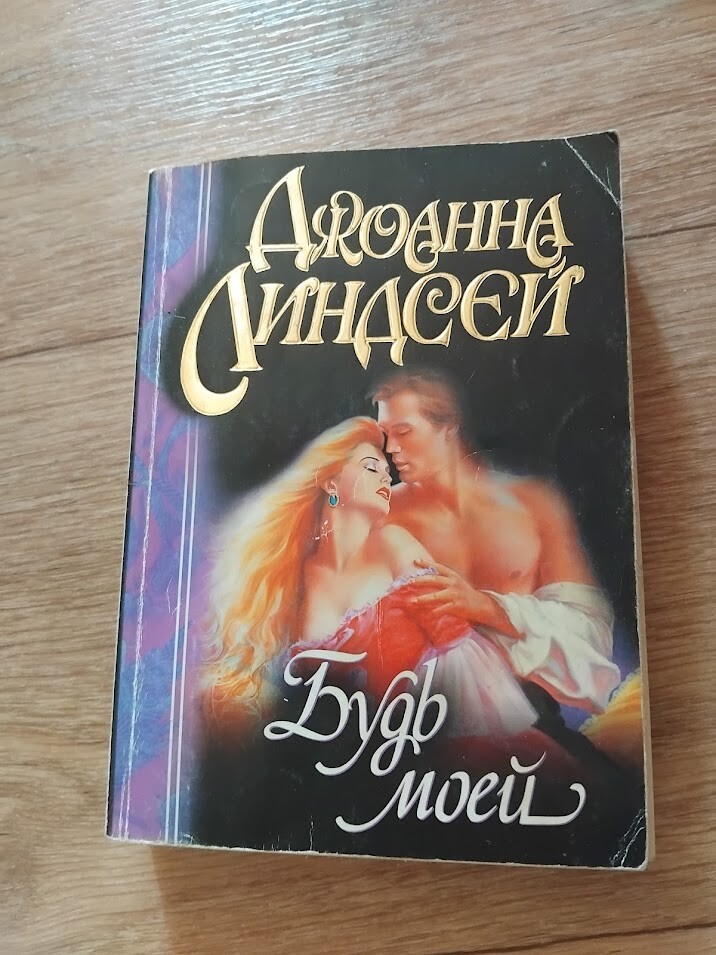 Джоанна
Линдсей
Будь
моей